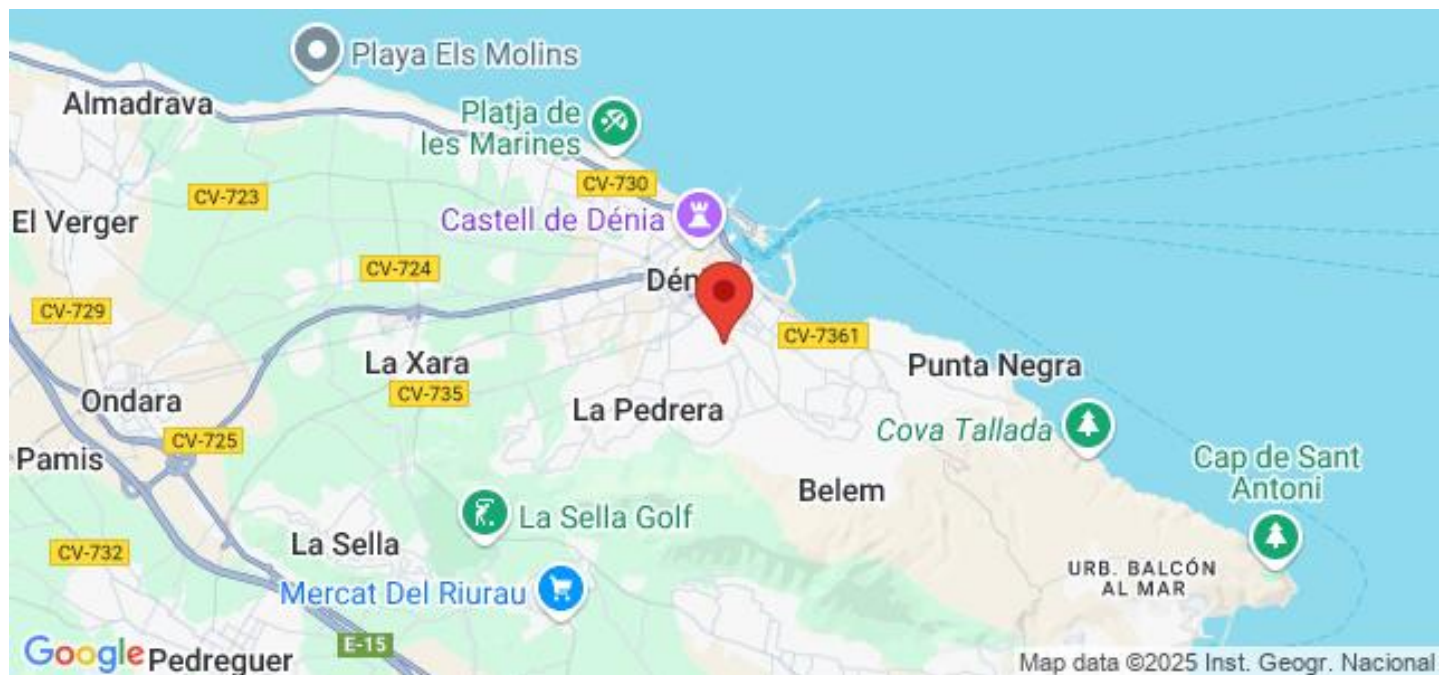 Playa Els Molins
Almadrava
Platja de
les Marines
CV-730
CV-723
El Verger
Castell de Dénia
CV-724
Dén
CV-729
CV-7361
La Xara
Punta Negra
CV-735
Ondara
La Pedrera
Cova Tallada
CV-725
Pamis
Cap de Sant
Antoni
Belem
La Sella Golf
La Sella
CV-732
URB. BALCÓN
AL MAR
Mercat Del Riurau
E-15
Google
Pedreguer
Map data ©2025 Inst. Geogr. Nacional